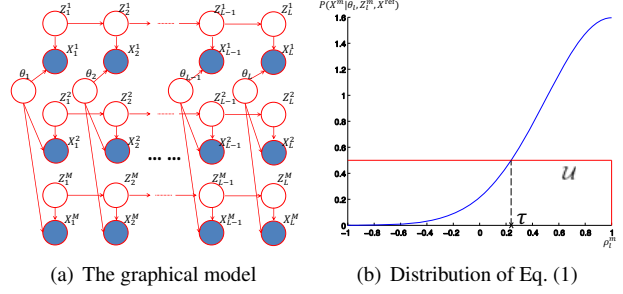 Z_1^1 Z_2^1 Z_{L-1}^1 Z_L^1
X_1^1 X_2^1 X_{L-1}^1 X_L^1
θ_1 θ_2 θ_{L-1} θ_L
Z_1^2 Z_2^2 Z_{L-1}^2 Z_L^2
X_1^2 X_2^2 X_{L-1}^2 X_L^2
... ...
Z_1^M Z_2^M Z_{L-1}^M Z_L^M
X_1^M X_2^M X_{L-1}^M X_L^M
(a) The graphical model
P(X^m|θ_l, Z_l^m, X^{ref})
1.6
1.4
1.2
1
0.8
0.6
0.4
0.2
0
U
τ
-1 -0.8 -0.6 -0.4 -0.2 0 0.2 0.4 0.6 0.8 1
ρ_l^m
(b) Distribution of Eq. (1)